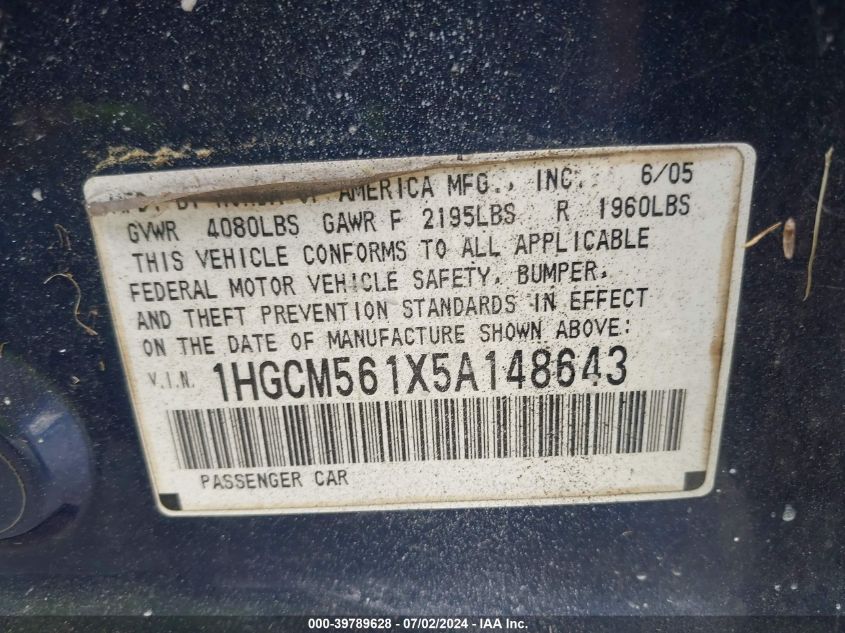 AMERICA MFG., INC. 6/05
GVWR 4080LBS GAWR F 2195LBS R 1960LBS
THIS VEHICLE CONFORMS TO ALL APPLICABLE
FEDERAL MOTOR VEHICLE SAFETY, BUMPER,
AND THEFT PREVENTION STANDARDS IN EFFECT
ON THE DATE OF MANUFACTURE SHOWN ABOVE:
V.I.N. 1HGCM561X5A148643
PASSENGER CAR
000-39789628 - 07/02/2024 - IAA Inc.